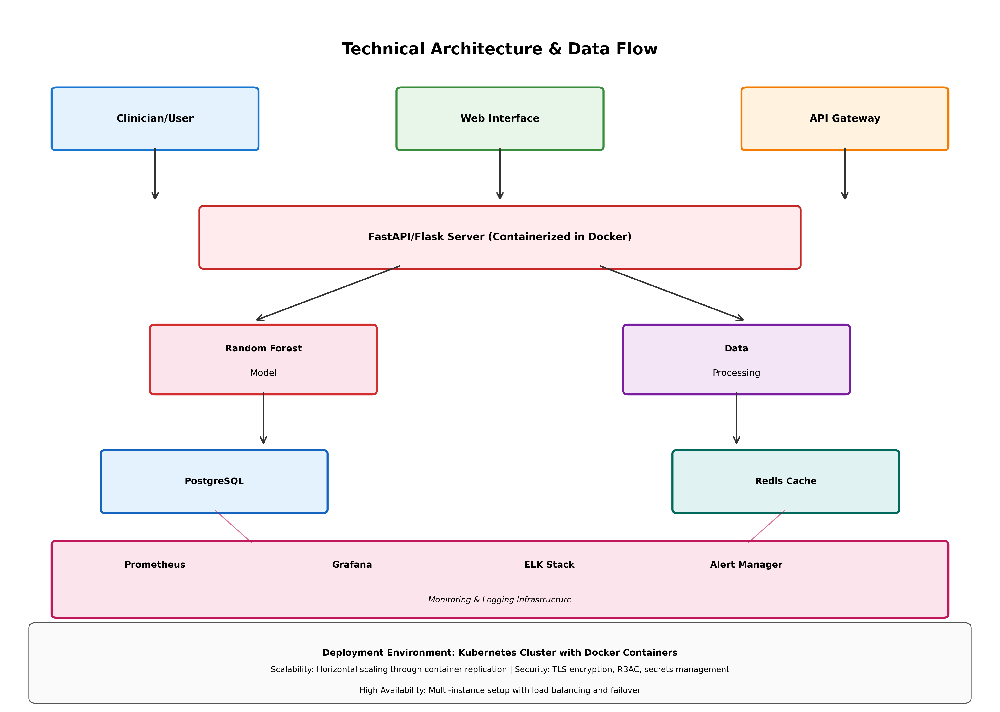 Technical Architecture & Data Flow
Clinician/User
Web Interface
API Gateway
FastAPI/Flask Server (Containerized in Docker)
Random Forest
Model
Data
Processing
PostgreSQL
Redis Cache
Prometheus
Grafana
ELK Stack
Alert Manager
Monitoring & Logging Infrastructure
Deployment Environment: Kubernetes Cluster with Docker Containers
Scalability: Horizontal scaling through container replication | Security: TLS encryption, RBAC, secrets management
High Availability: Multi-instance setup with load balancing and failover